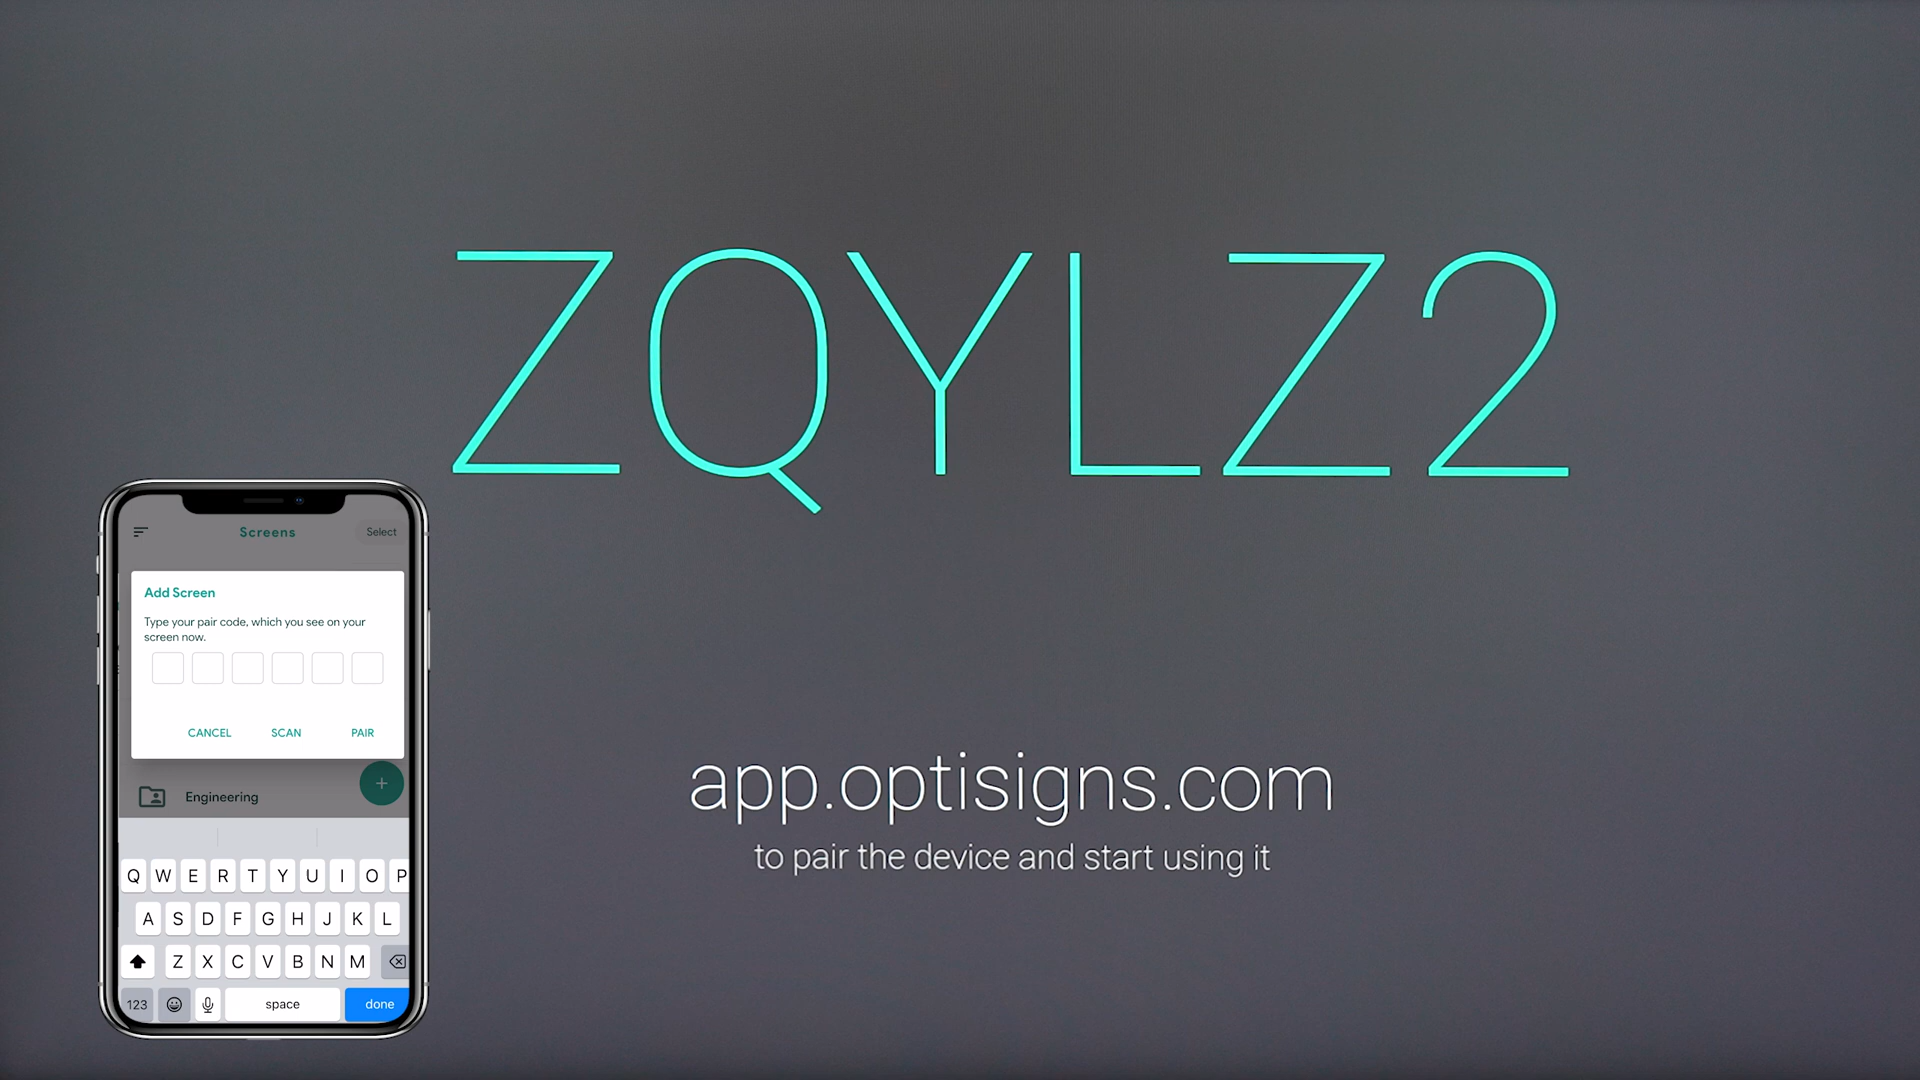 ZQYLZ2
app.optisigns.com
to pair the device and start using it
Screens
Select
Add Screen
Type your pair code, which you see on your
screen now.
CANCEL SCAN PAIR
Engineering
Q W E R T Y U I O P
A S D F G H J K L
Z X C V B N M
123 space done